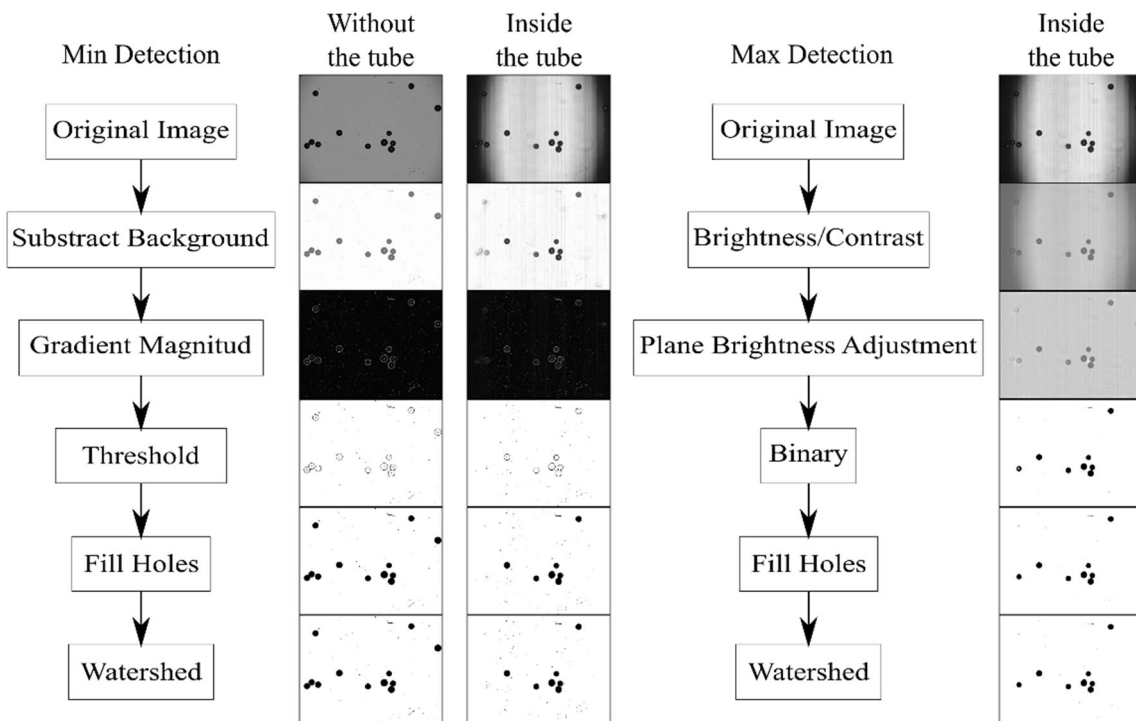 Min Detection
Without
the tube
Inside
the tube
Original Image
Substract Background
Gradient Magnitud
Threshold
Fill Holes
Watershed
Max Detection
Inside
the tube
Original Image
Brightness/Contrast
Plane Brightness Adjustment
Binary
Fill Holes
Watershed